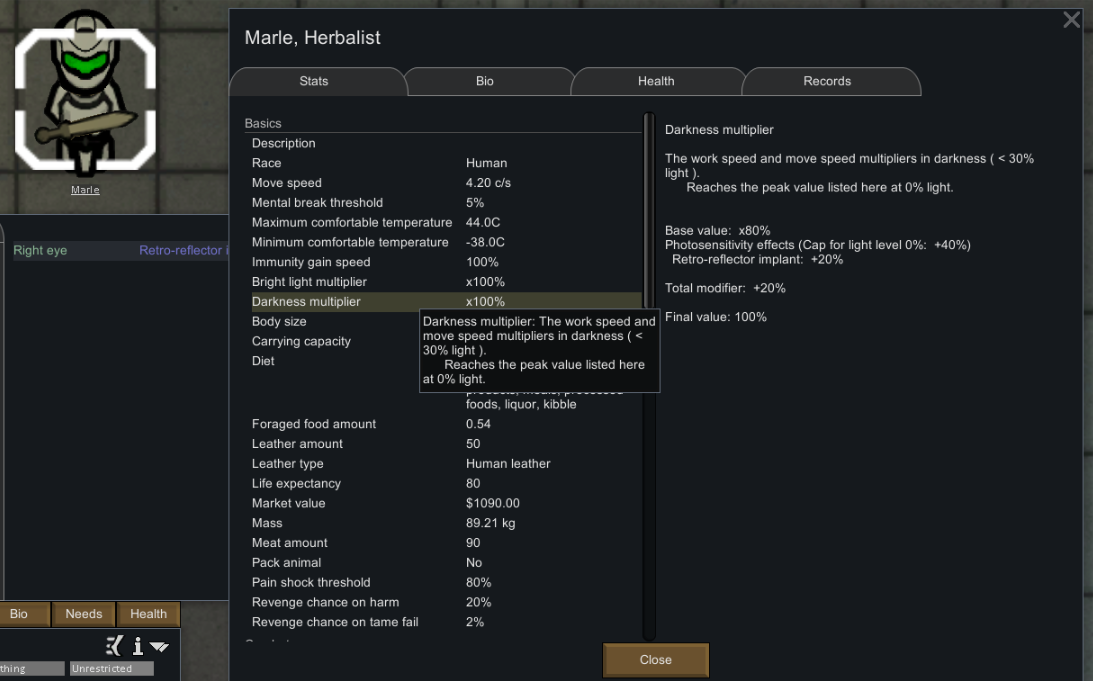 Marle
Right eye Retro-reflector i
Bio Needs Health
thing Unrestricted
Marle, Herbalist
Stats Bio Health Records
Basics
Description
Race Human
Move speed 4.20 c/s
Mental break threshold 5%
Maximum comfortable temperature 44.0C
Minimum comfortable temperature -38.0C
Immunity gain speed 100%
Bright light multiplier x100%
Darkness multiplier x100%
Body size
Carrying capacity
Diet
foods, liquor, kibble
Foraged food amount 0.54
Leather amount 50
Leather type Human leather
Life expectancy 80
Market value $1090.00
Mass 89.21 kg
Meat amount 90
Pack animal No
Pain shock threshold 80%
Revenge chance on harm 20%
Revenge chance on tame fail 2%
Darkness multiplier: The work speed and
move speed multipliers in darkness ( <
30% light ).
Reaches the peak value listed here
at 0% light.
Darkness multiplier
The work speed and move speed multipliers in darkness ( < 30%
light ).
Reaches the peak value listed here at 0% light.
Base value: x80%
Photosensitivity effects (Cap for light level 0%: +40%)
Retro-reflector implant: +20%
Total modifier: +20%
Final value: 100%
Close